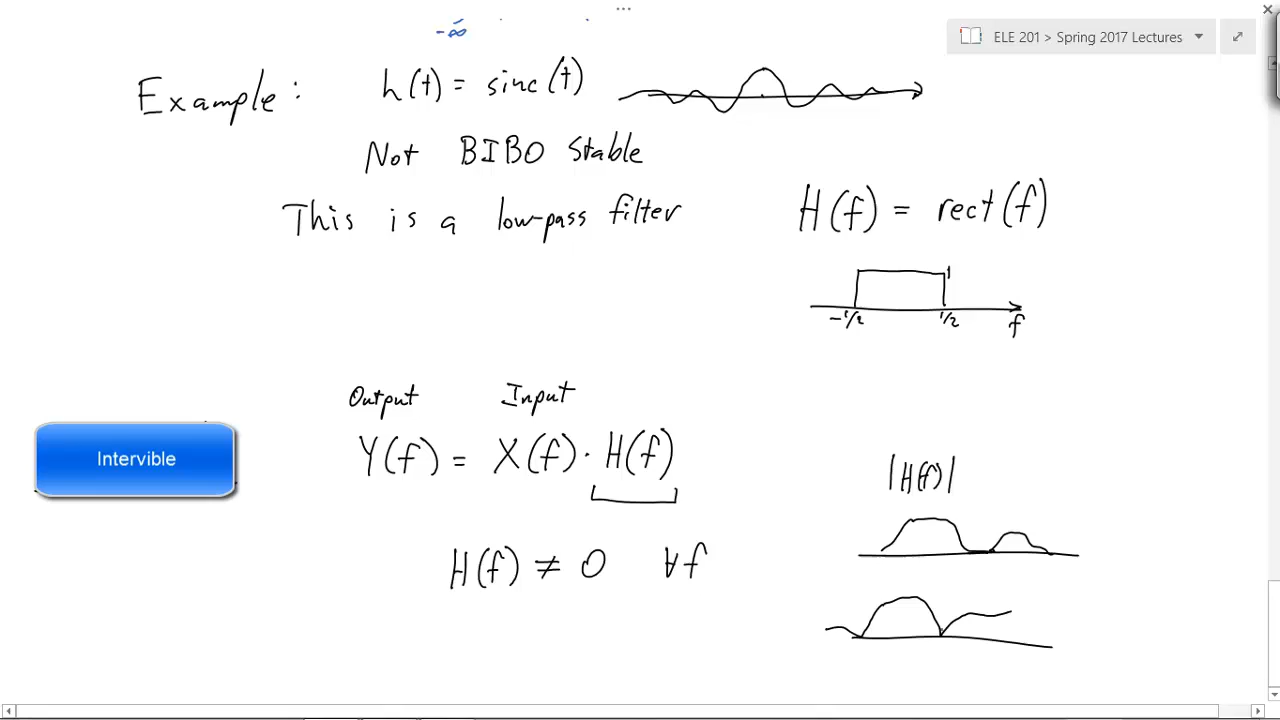 ...
ELE 201 > Spring 2017 Lectures
-∞
Example: h(t) = sinc(t)
Not BIBO Stable
This is a low-pass filter
H(f) = rect(f)
1
-1/2 1/2 f
Output Input
Y(f) = X(f) · H(f)
Intervible
|H(f)|
H(f) ≠ 0 ∀f